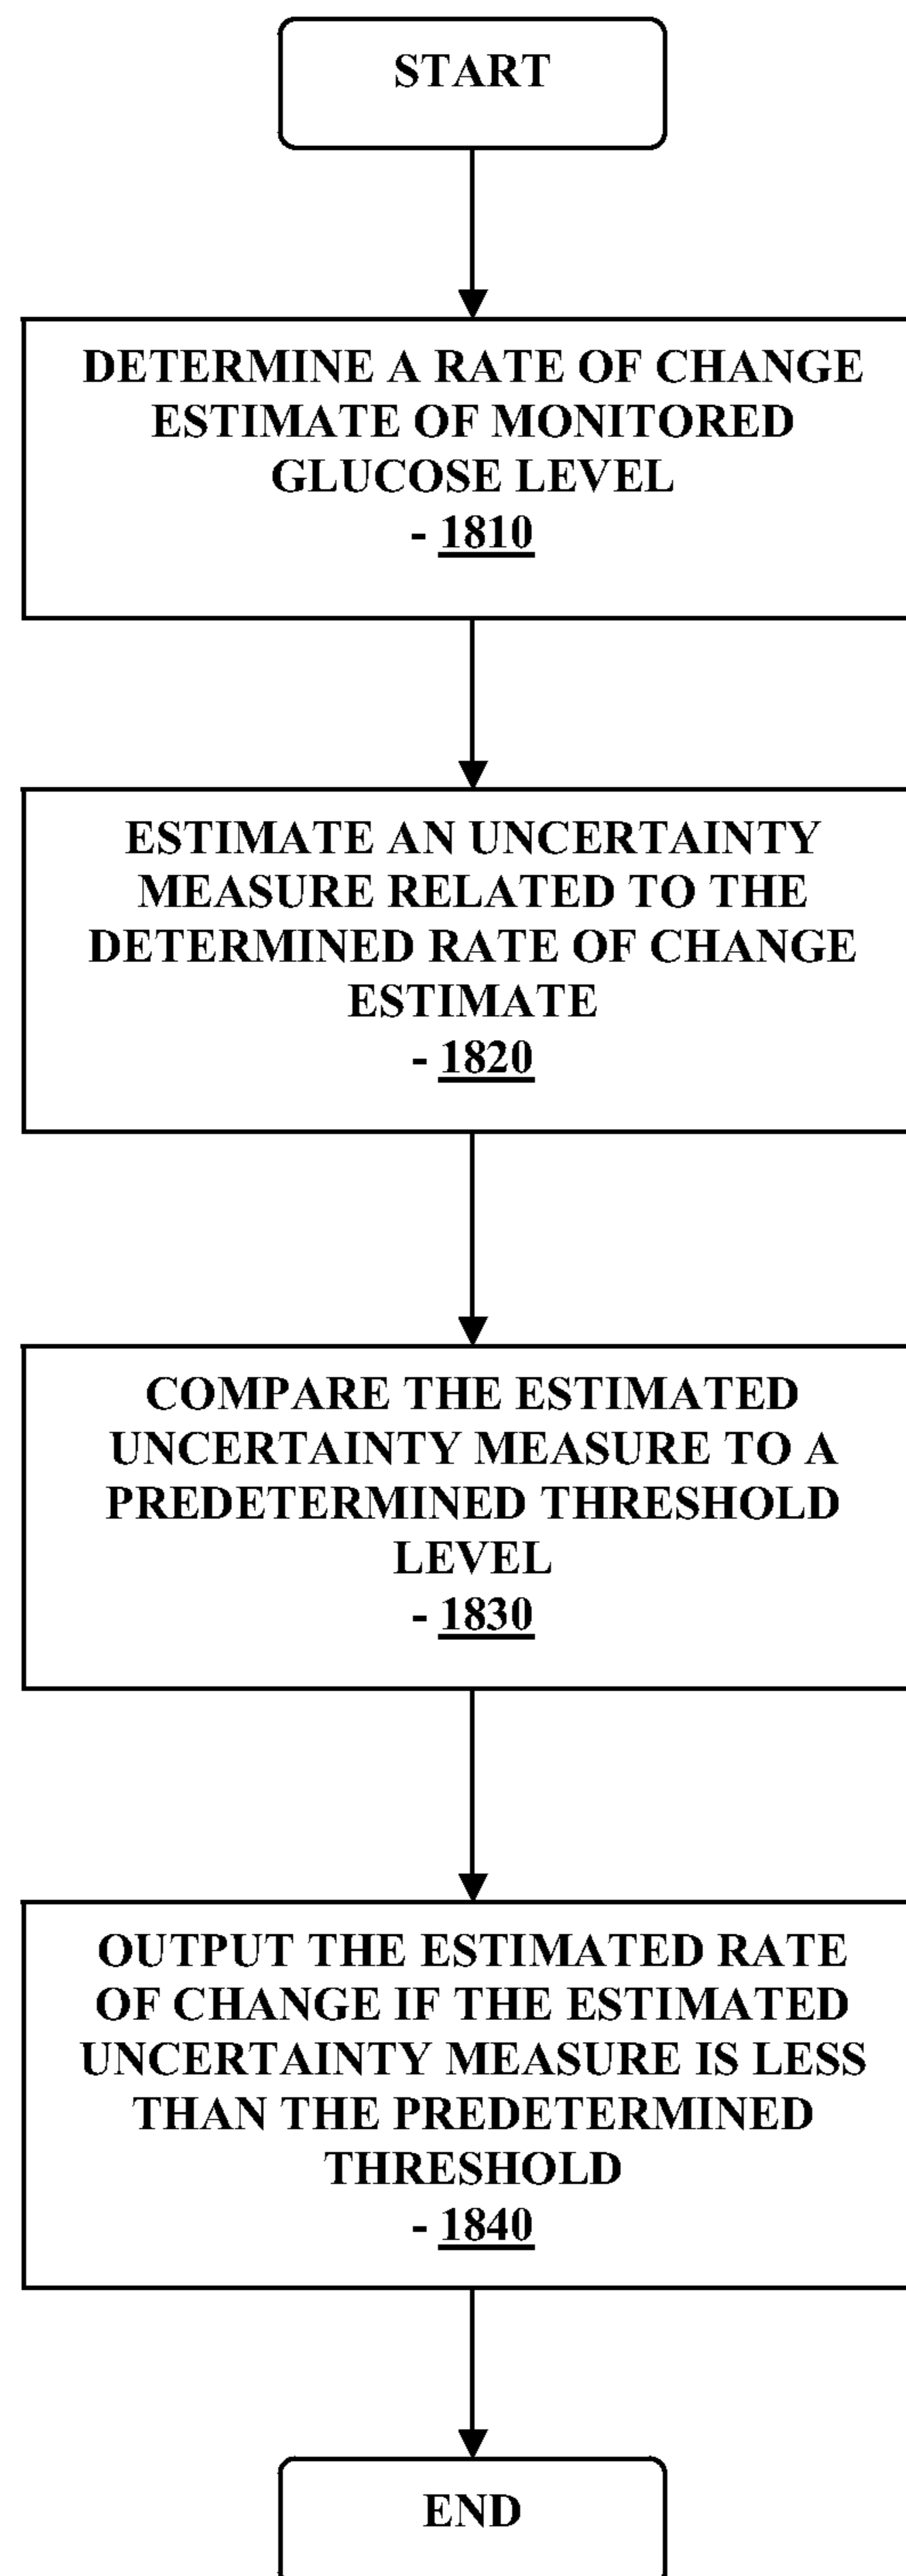 START
DETERMINE A RATE OF CHANGE
ESTIMATE OF MONITORED
GLUCOSE LEVEL
- 1810
ESTIMATE AN UNCERTAINTY
MEASURE RELATED TO THE
DETERMINED RATE OF CHANGE
ESTIMATE
- 1820
COMPARE THE ESTIMATED
UNCERTAINTY MEASURE TO A
PREDETERMINED THRESHOLD
LEVEL
- 1830
OUTPUT THE ESTIMATED RATE
OF CHANGE IF THE ESTIMATED
UNCERTAINTY MEASURE IS LESS
THAN THE PREDETERMINED
THRESHOLD
- 1840
END